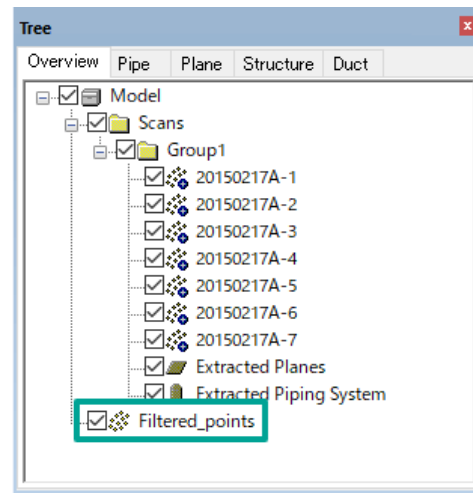 Tree
Overview Pipe Plane Structure Duct
Model
Scans
Group1
20150217A-1
20150217A-2
20150217A-3
20150217A-4
20150217A-5
20150217A-6
20150217A-7
Extracted Planes
Extracted Piping System
Filtered_points